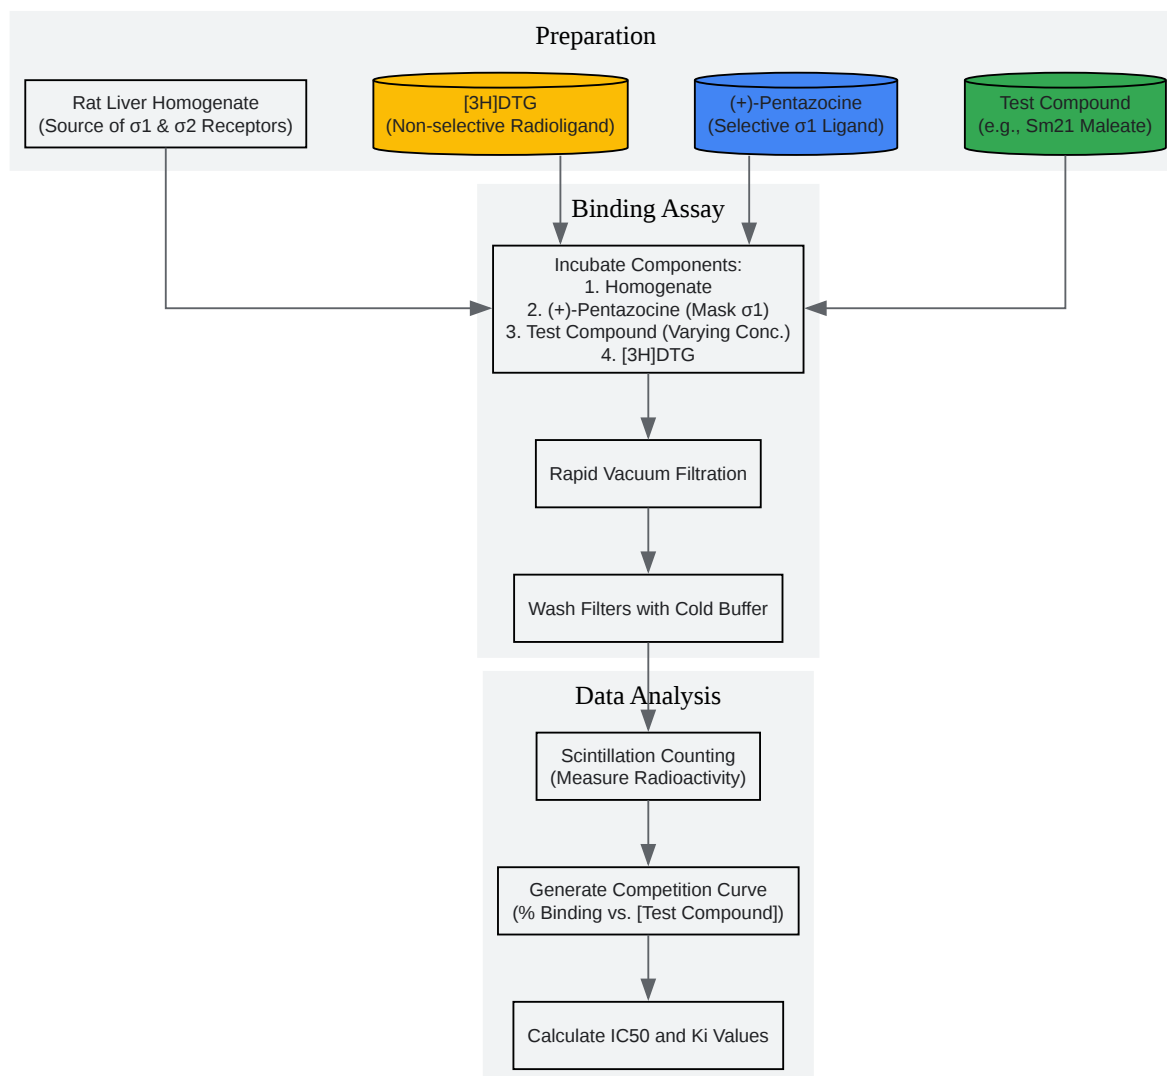 Preparation
Rat Liver Homogenate
(Source of σ1 & σ2 Receptors)
[3H]DTG
(Non-selective Radioligand)
(+)-Pentazocine
(Selective σ1 Ligand)
Test Compound
(e.g., Sm21 Maleate)
Binding Assay
Incubate Components:
1. Homogenate
2. (+)-Pentazocine (Mask σ1)
3. Test Compound (Varying Conc.)
4. [3H]DTG
Rapid Vacuum Filtration
Wash Filters with Cold Buffer
Data Analysis
Scintillation Counting
(Measure Radioactivity)
Generate Competition Curve
(% Binding vs. [Test Compound])
Calculate IC50 and Ki Values